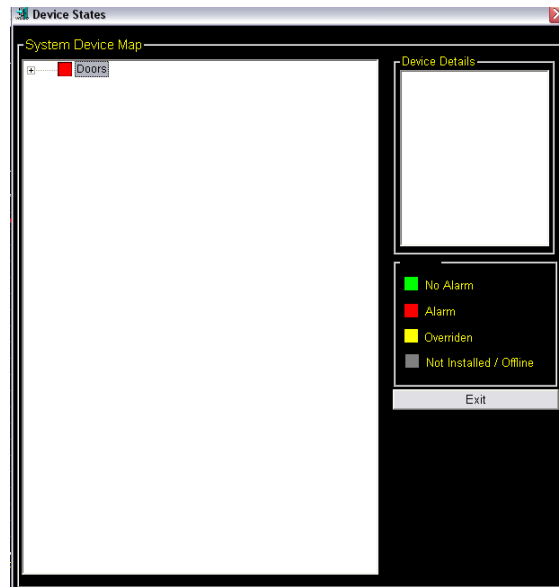 Device States
System Device Map
Doors
Device Details
No Alarm
Alarm
Overriden
Not Installed / Offline
Exit